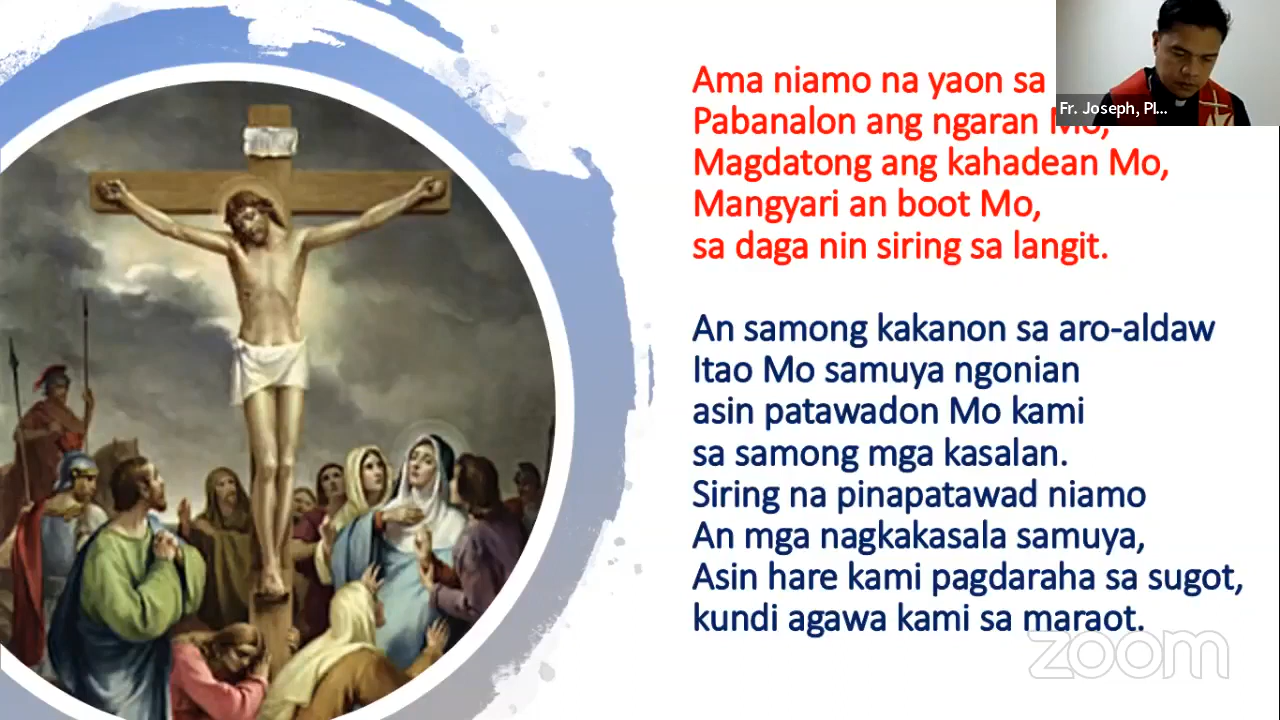 Ama niamo na yaon sa
Pabanalon ang ngaran Mo,
Magdatong ang kahadean Mo,
Mangyari an boot Mo,
sa daga nin siring sa langit.
An samong kakanon sa aro-aldaw
Itao Mo samuya ngonian
asin patawadon Mo kami
sa samong mga kasalan.
Siring na pinapatawad niamo
An mga nagkakasala samuya,
Asin hare kami pagdaraha sa sugot,
kundi agawa kami sa maraot.
Fr. Joseph, Pl...
zoom